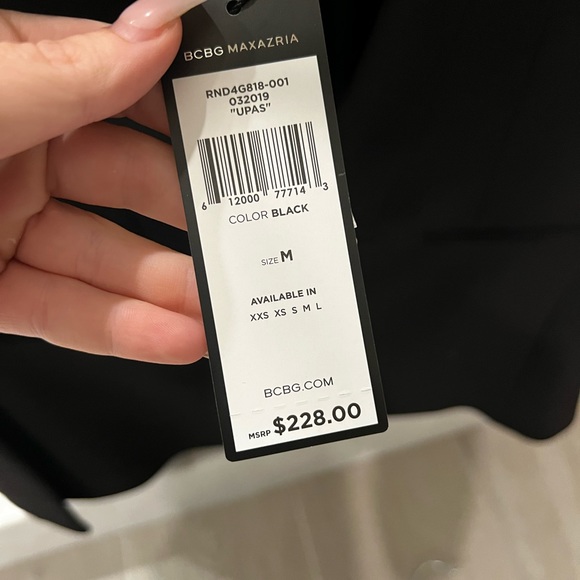 BCBG MAXAZRIA
RND4G818-001
032019
"UPAS"
6 12000 77714 3
COLOR BLACK
SIZE M
AVAILABLE IN
XXS XS S M L
BCBG.COM
MSRP $228.00